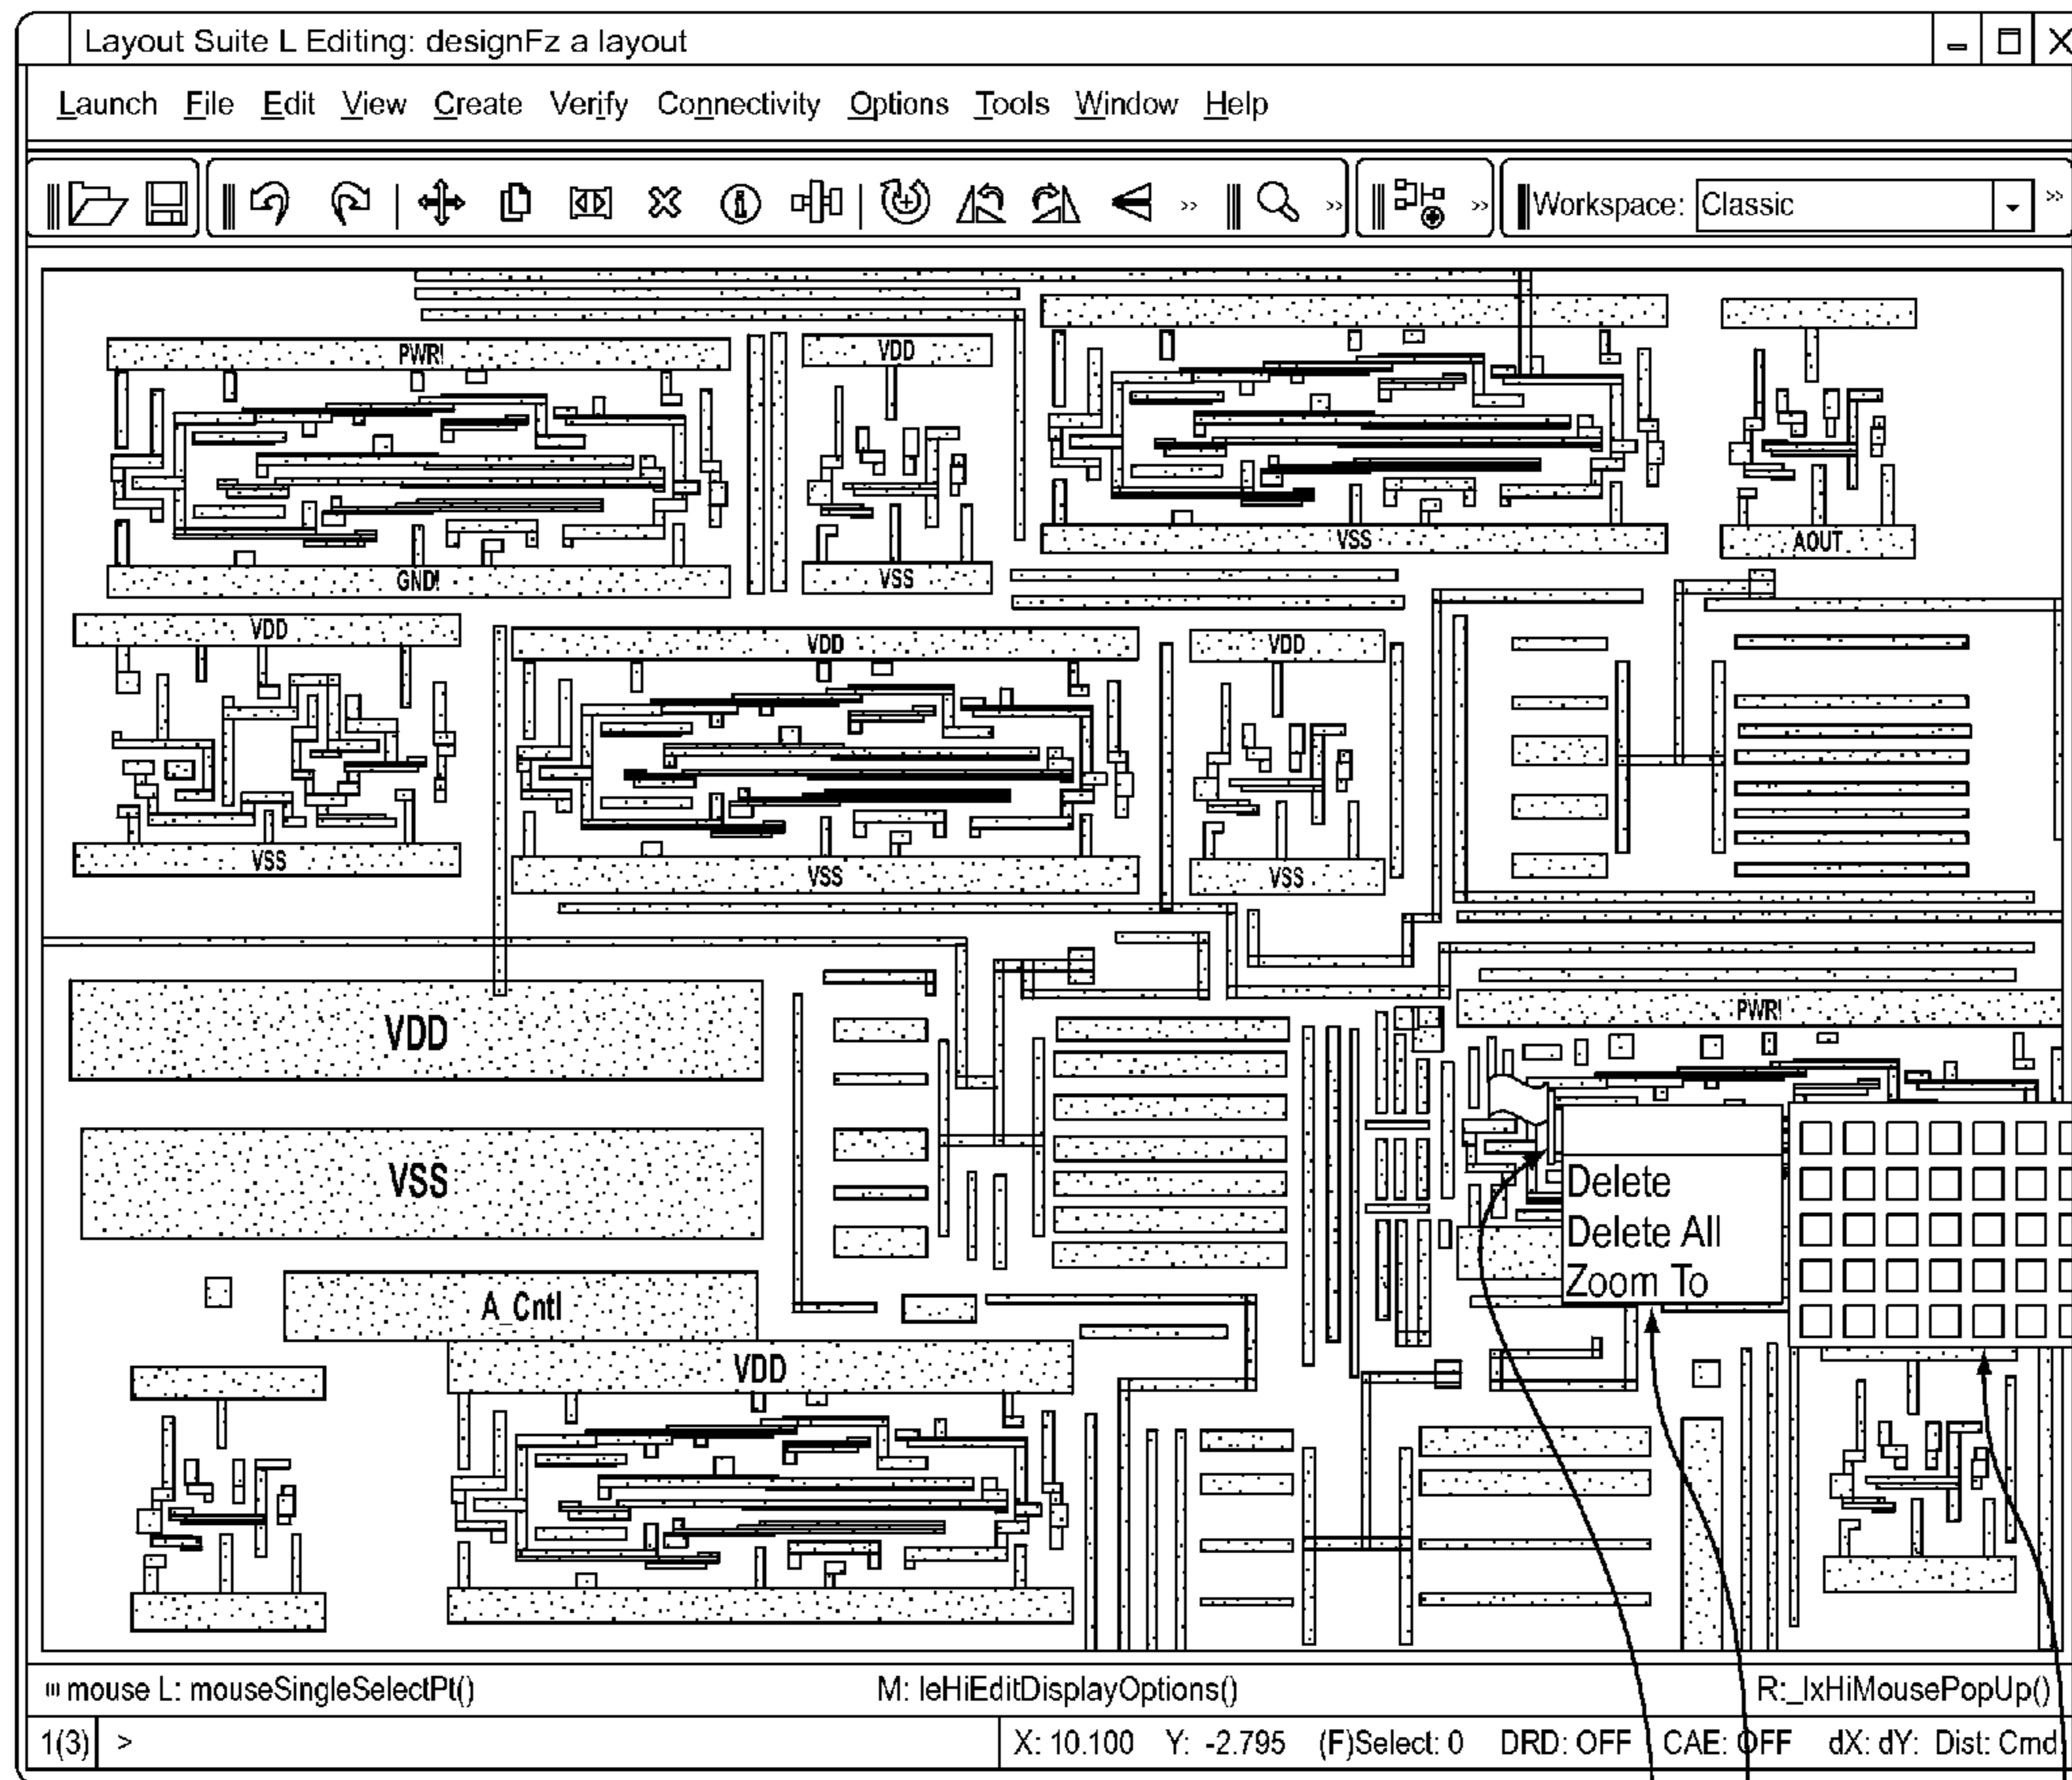 Layout Suite L Editing: designFz a layout
Launch File Edit View Create Verify Connectivity Options Tools Window Help
Workspace: Classic
PWR!
VDD
VSS
AOUT
GND!
VSS
VDD
VDD
VDD
VSS
VSS
VSS
VDD
PWR!
VSS
Delete
Delete All
Zoom To
A_Cntl
VDD
mouse L: mouseSingleSelectPt() M: leHiEditDisplayOptions() R:_lxHiMousePopUp()
1(3) > X: 10.100 Y: -2.795 (F)Select: 0 DRD: OFF CAE: OFF dX: dY: Dist: Cmd: